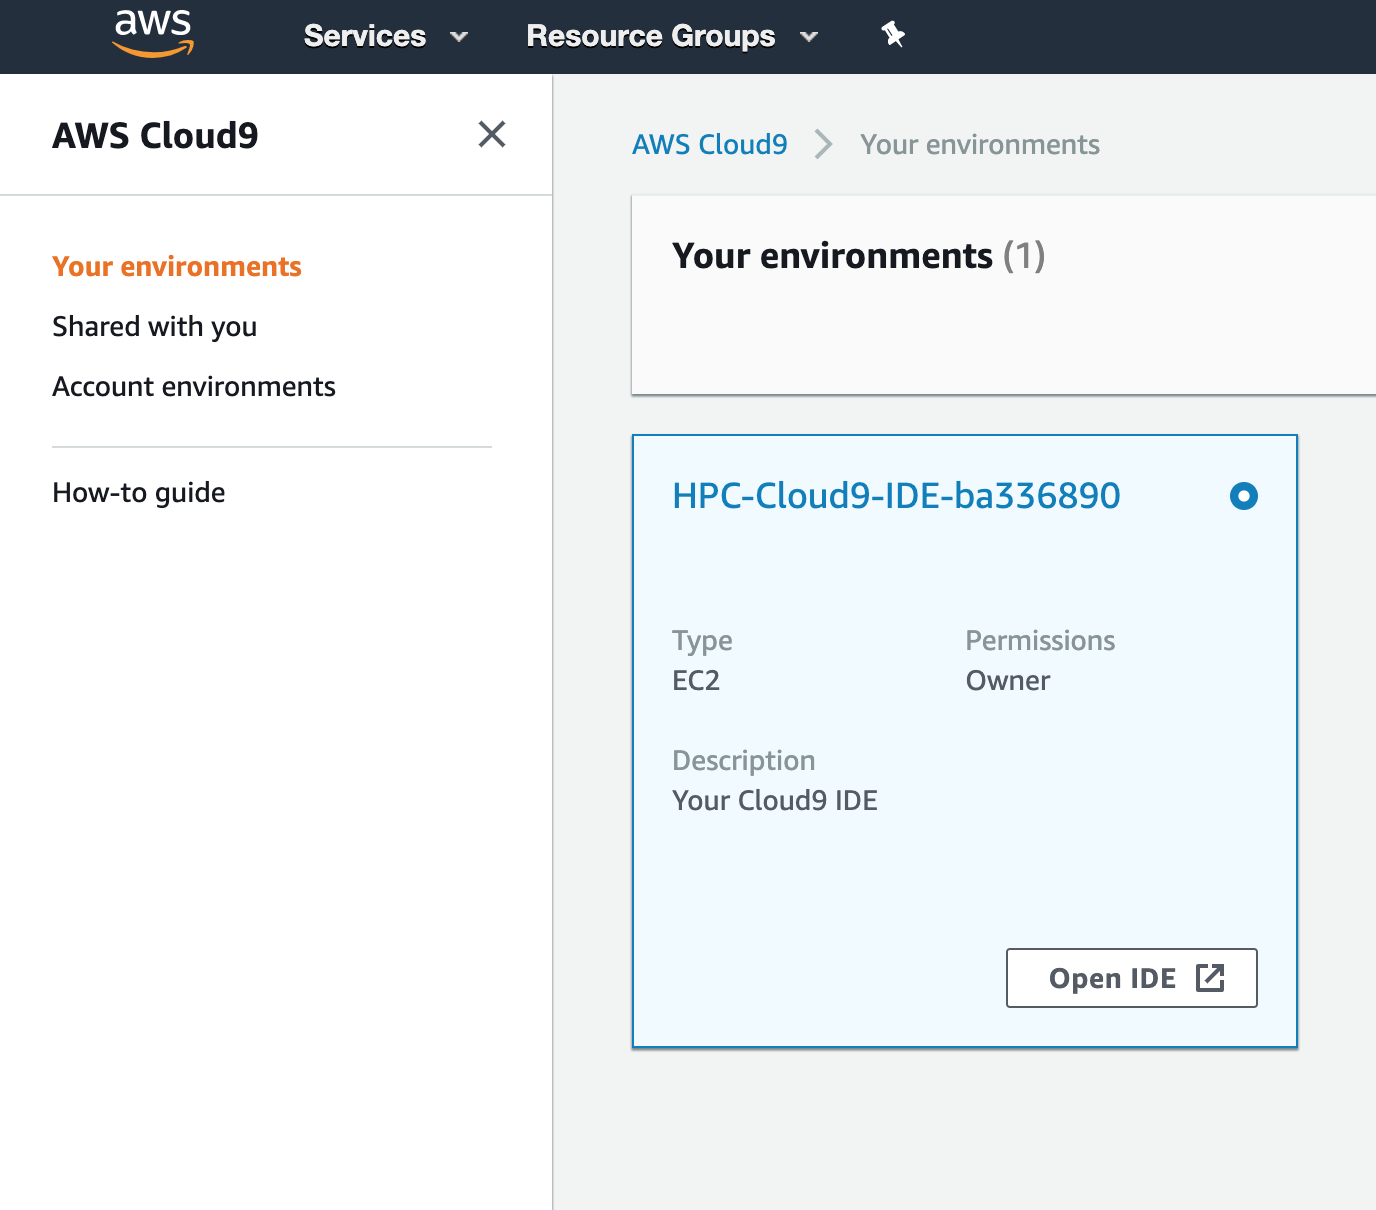 aws
Services
Resource Groups
AWS Cloud9
Your environments
Shared with you
Account environments
How-to guide
AWS Cloud9 > Your environments
Your environments (1)
HPC-Cloud9-IDE-ba336890
Type
EC2
Permissions
Owner
Description
Your Cloud9 IDE
Open IDE